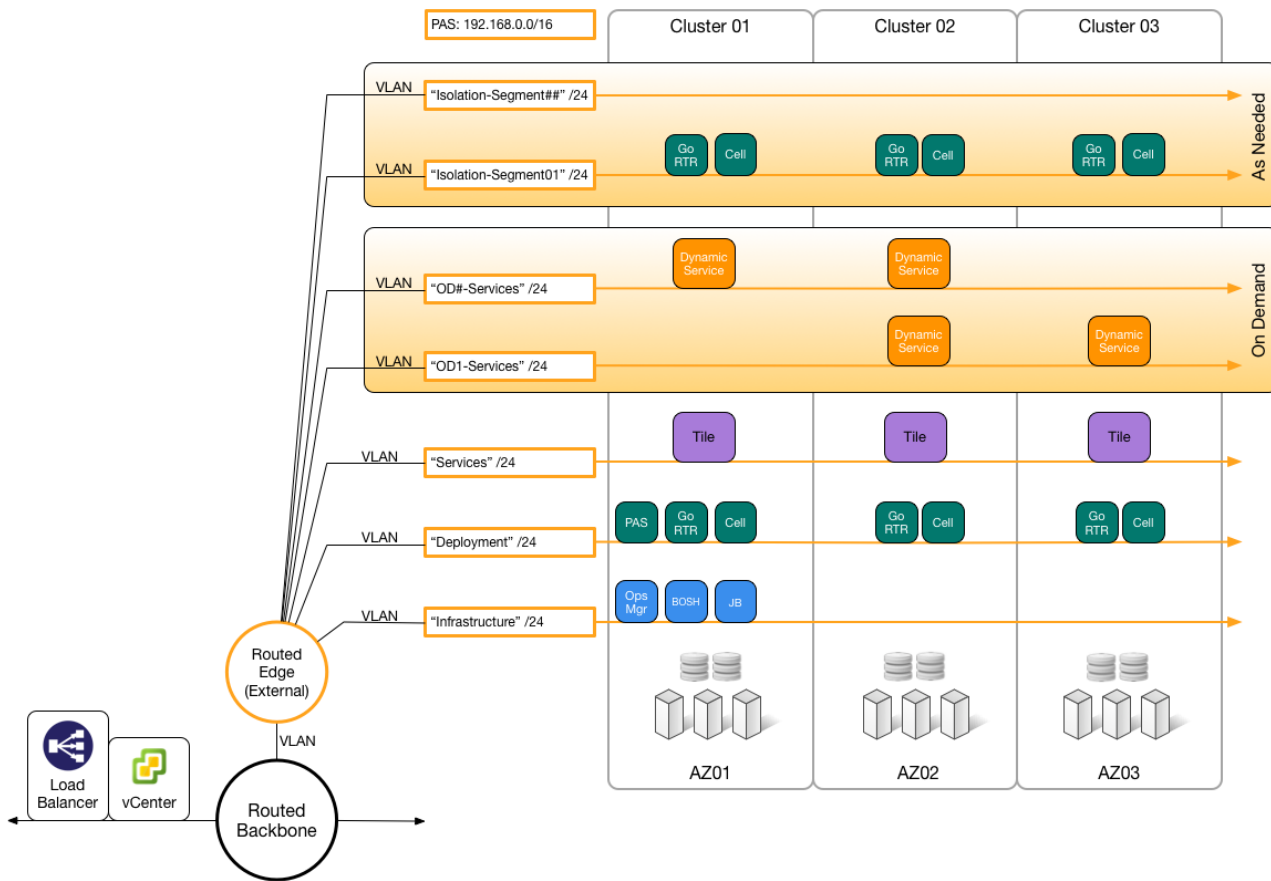 PAS: 192.168.0.0/16
Cluster 01
Cluster 02
Cluster 03
VLAN
“Isolation-Segment##” /24
As Needed
Go
RTR
Cell
Go
RTR
Cell
Go
RTR
Cell
VLAN
“Isolation-Segment01” /24
Dynamic
Service
Dynamic
Service
VLAN
“OD#-Services” /24
On Demand
Dynamic
Service
Dynamic
Service
VLAN
“OD1-Services” /24
Tile
Tile
Tile
VLAN
“Services” /24
PAS
Go
RTR
Cell
Go
RTR
Cell
Go
RTR
Cell
VLAN
“Deployment” /24
Ops
Mgr
BOSH
JB
VLAN
“Infrastructure” /24
Routed
Edge
(External)
VLAN
AZ01
AZ02
AZ03
Load
Balancer
vCenter
Routed
Backbone